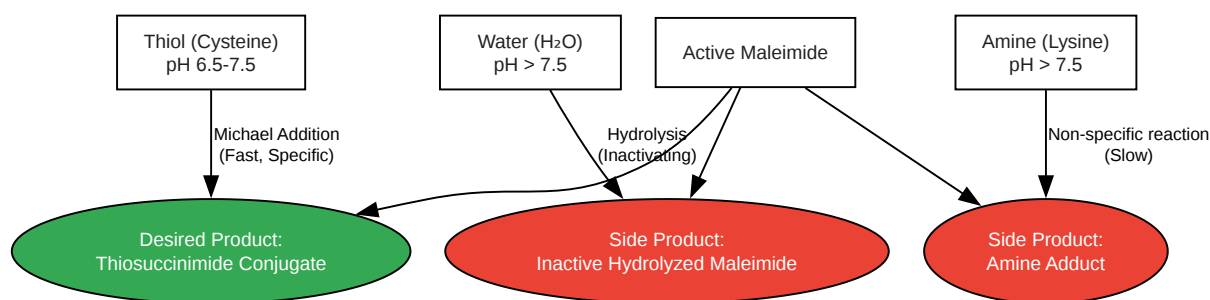 Thiol (Cysteine)
pH 6.5-7.5
Water (H₂O)
pH > 7.5
Active Maleimide
Amine (Lysine)
pH > 7.5
Michael Addition
(Fast, Specific)
Hydrolysis
(Inactivating)
Non-specific reaction
(Slow)
Desired Product:
Thiosuccinimide Conjugate
Side Product:
Inactive Hydrolyzed Maleimide
Side Product:
Amine Adduct